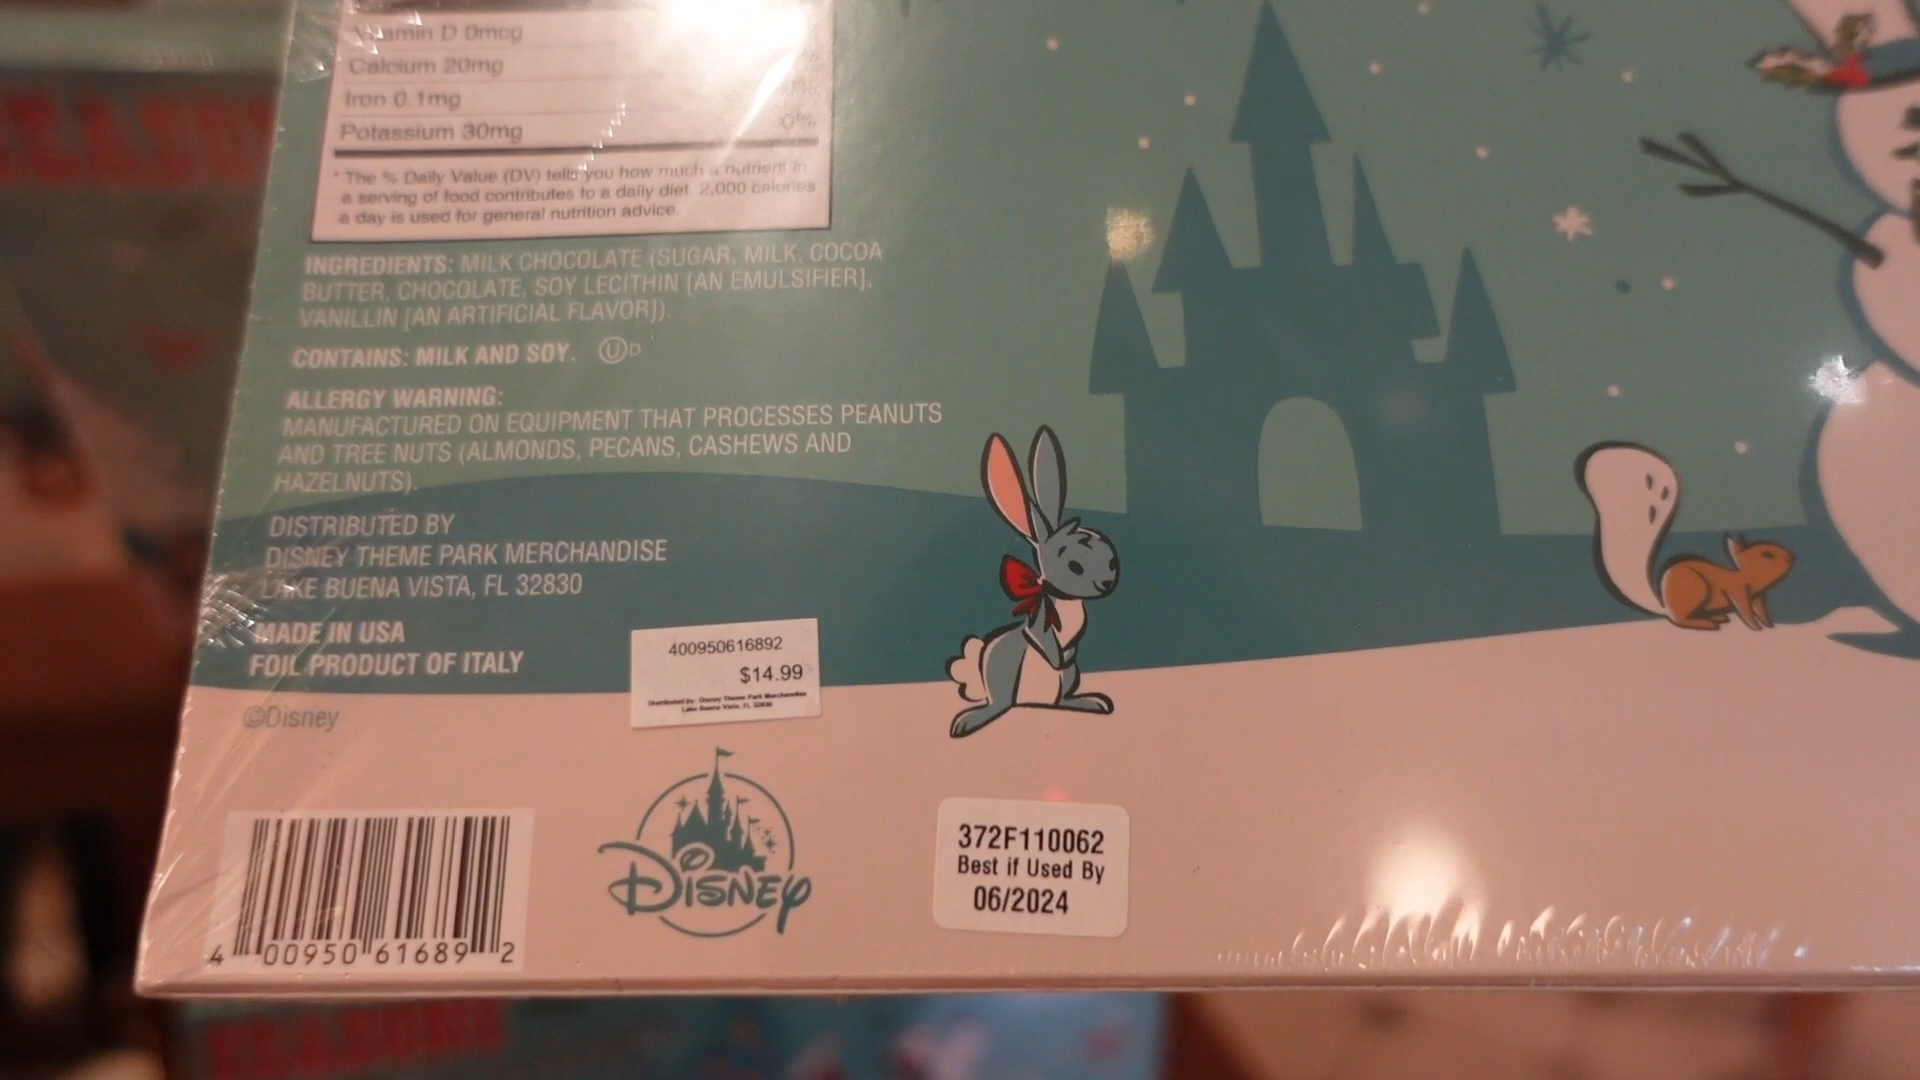 Vitamin D 0mcg
Calcium 20mg
Iron 0.1mg
Potassium 30mg 0%
* The % Daily Value (DV) tells you how much a nutrient in
a serving of food contributes to a daily diet. 2,000 calories
a day is used for general nutrition advice.
INGREDIENTS: MILK CHOCOLATE (SUGAR, MILK, COCOA
BUTTER, CHOCOLATE, SOY LECITHIN [AN EMULSIFIER],
VANILLIN [AN ARTIFICIAL FLAVOR]).
CONTAINS: MILK AND SOY. ⓊD
ALLERGY WARNING:
MANUFACTURED ON EQUIPMENT THAT PROCESSES PEANUTS
AND TREE NUTS (ALMONDS, PECANS, CASHEWS AND
HAZELNUTS).
DISTRIBUTED BY
DISNEY THEME PARK MERCHANDISE
LAKE BUENA VISTA, FL 32830
MADE IN USA
FOIL PRODUCT OF ITALY
©Disney
400950616892
$14.99
Distributed by: Disney Theme Park Merchandise
Lake Buena Vista, FL 32830
4 00950 61689 2
DISNEY
372F110062
Best if Used By
06/2024